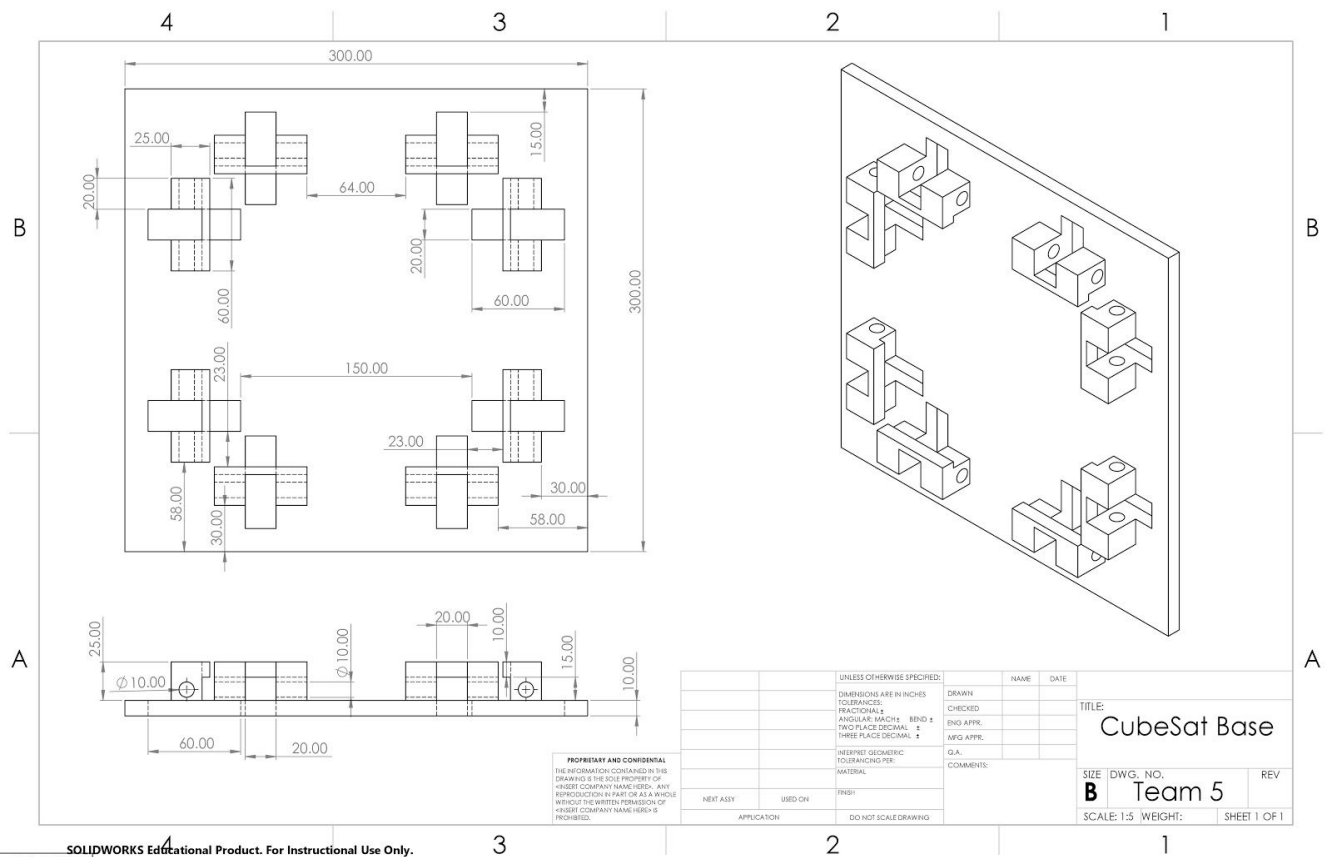 4 3 2 1
300.00
25.00
15.00
20.00
64.00
B B
20.00
60.00
60.00
300.00
23.00
150.00
23.00
58.00
30.00
30.00
58.00
25.00
20.00
10.00
Ø10.00
15.00
10.00
A A
Ø10.00
60.00
20.00
PROPRIETARY AND CONFIDENTIAL
THE INFORMATION CONTAINED IN THIS
DRAWING IS THE SOLE PROPERTY OF
<INSERT COMPANY NAME HERE>. ANY
REPRODUCTION IN PART OR AS A WHOLE
WITHOUT THE WRITTEN PERMISSION OF
<INSERT COMPANY NAME HERE> IS
PROHIBITED.
NEXT ASSY USED ON
APPLICATION
UNLESS OTHERWISE SPECIFIED:
DIMENSIONS ARE IN INCHES
TOLERANCES:
FRACTIONAL ±
ANGULAR: MACH ± BEND ±
TWO PLACE DECIMAL ±
THREE PLACE DECIMAL ±
INTERPRET GEOMETRIC
TOLERANCING PER:
MATERIAL
FINISH
DO NOT SCALE DRAWING
NAME DATE
DRAWN
CHECKED
ENG APPR.
MFG APPR.
Q.A.
COMMENTS:
TITLE:
CubeSat Base
SIZE DWG. NO. REV
B Team 5
SCALE: 1:5 WEIGHT: SHEET 1 OF 1
4 3 2 1
SOLIDWORKS Educational Product. For Instructional Use Only.